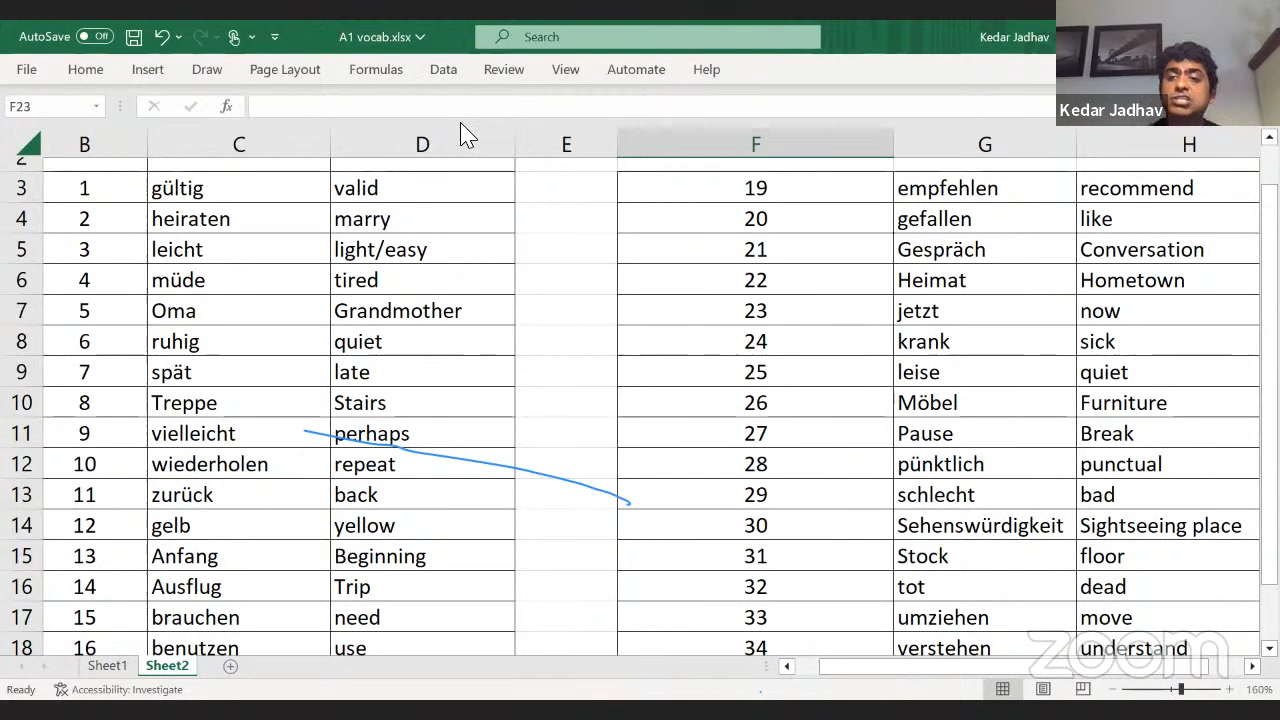 AutoSave Off A1 vocab.xlsx Search Kedar Jadhav
File Home Insert Draw Page Layout Formulas Data Review View Automate Help
Kedar Jadhav
F23 fx
B C D E F G H
2
3 1 gültig valid 19 empfehlen recommend
4 2 heiraten marry 20 gefallen like
5 3 leicht light/easy 21 Gespräch Conversation
6 4 müde tired 22 Heimat Hometown
7 5 Oma Grandmother 23 jetzt now
8 6 ruhig quiet 24 krank sick
9 7 spät late 25 leise quiet
10 8 Treppe Stairs 26 Möbel Furniture
11 9 vielleicht perhaps 27 Pause Break
12 10 wiederholen repeat 28 pünktlich punctual
13 11 zurück back 29 schlecht bad
14 12 gelb yellow 30 Sehenswürdigkeit Sightseeing place
15 13 Anfang Beginning 31 Stock floor
16 14 Ausflug Trip 32 tot dead
17 15 brauchen need 33 umziehen move
18 16 benutzen use 34 verstehen understand
zoom
Sheet1 Sheet2
Ready Accessibility: Investigate 160%